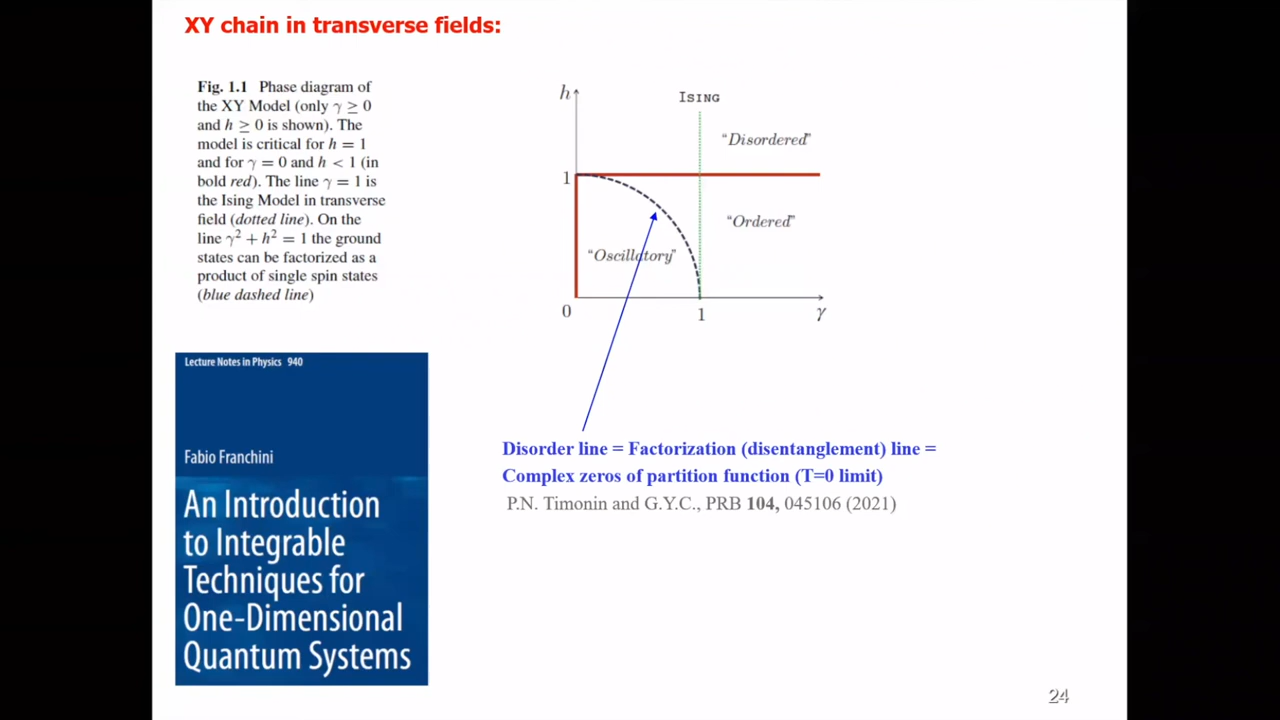 XY chain in transverse fields:
Fig. 1.1 Phase diagram of
the XY Model (only γ ≥ 0
and h ≥ 0 is shown). The
model is critical for h = 1
and for γ = 0 and h < 1 (in
bold red). The line γ = 1 is
the Ising Model in transverse
field (dotted line). On the
line γ² + h² = 1 the ground
states can be factorized as a
product of single spin states
(blue dashed line)
h
ISING
"Disordered"
1
"Ordered"
"Oscillatory"
0
1
γ
Disorder line = Factorization (disentanglement) line =
Complex zeros of partition function (T=0 limit)
P.N. Timonin and G.Y.C., PRB 104, 045106 (2021)
Lecture Notes in Physics 940
Fabio Franchini
An Introduction
to Integrable
Techniques for
One-Dimensional
Quantum Systems
24